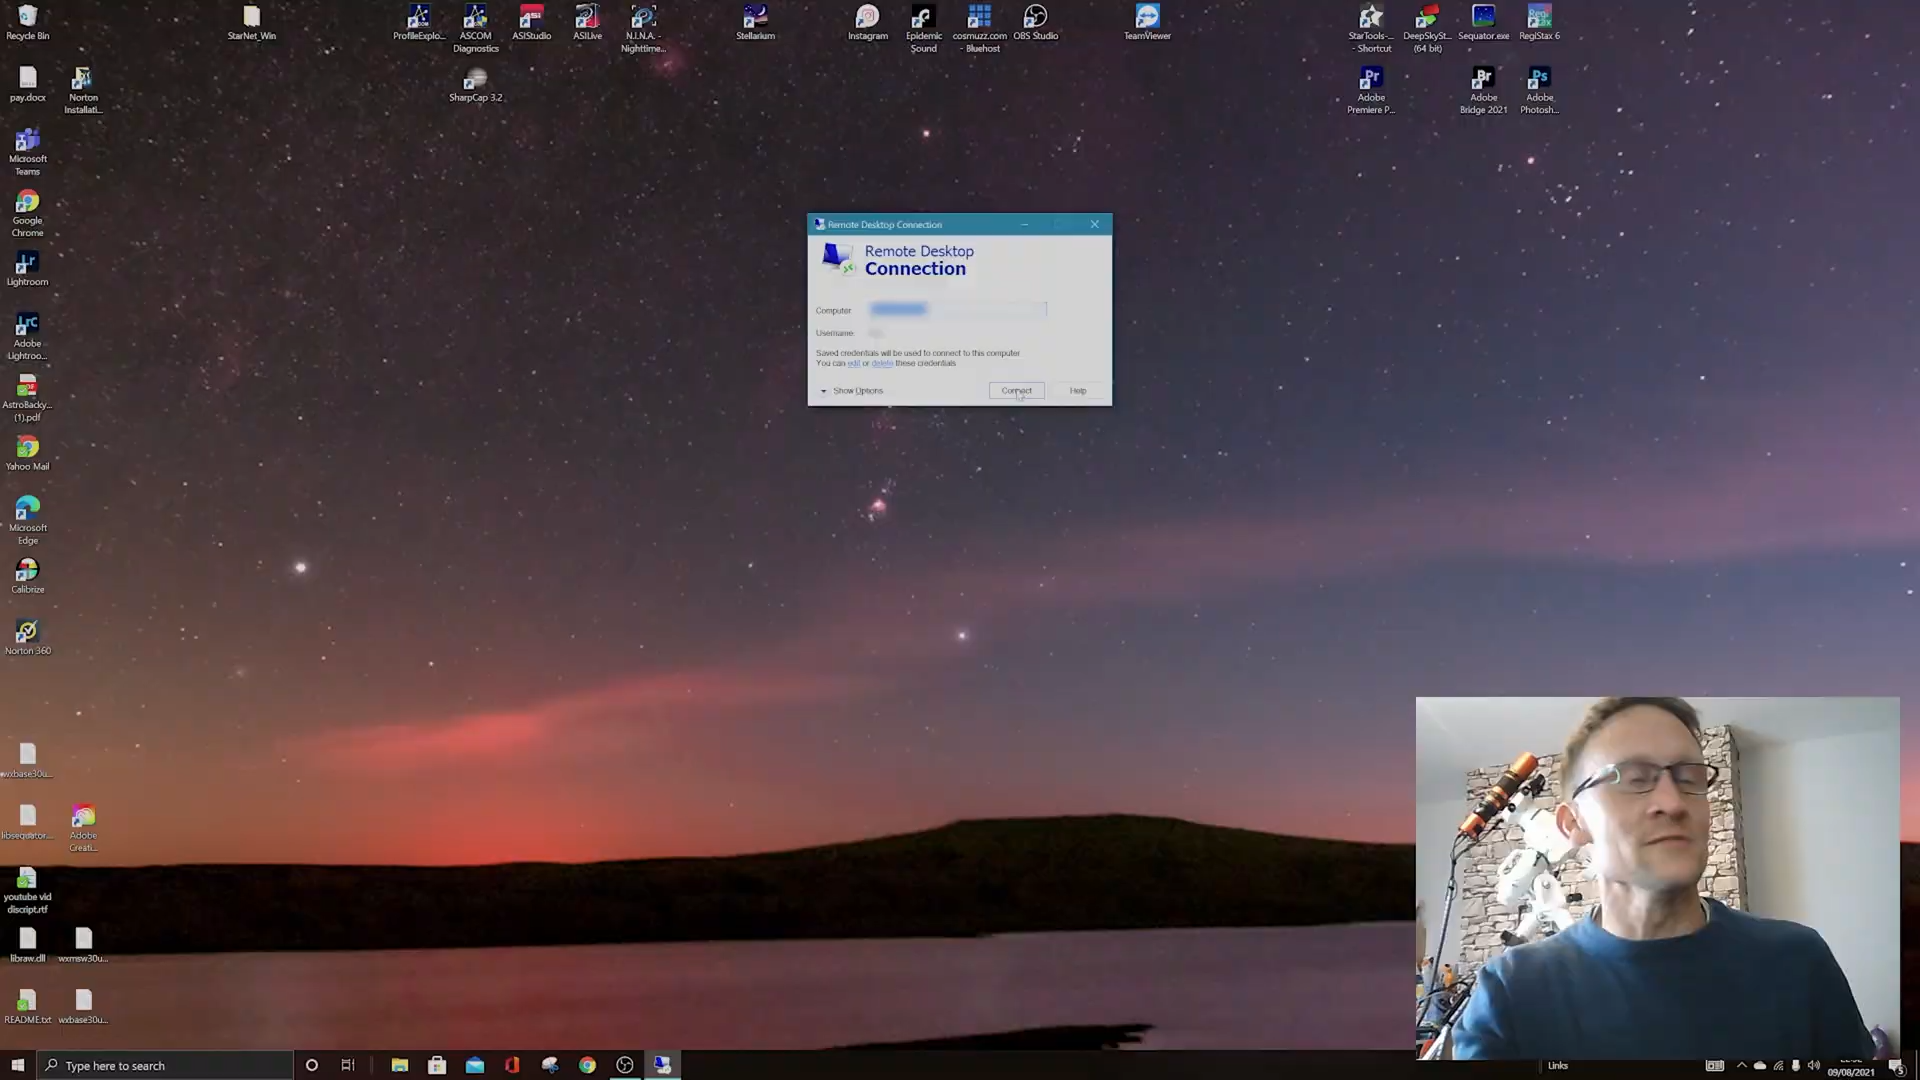 Recycle Bin
StarNet_Win
ProfileExplo...
ASCOM
Diagnostics
ASIStudio
ASILive
N.I.N.A. -
Nighttime...
Stellarium
Instagram
Epidemic
Sound
cosmuzz.com
- Bluehost
OBS Studio
TeamViewer
StarTools-...
- Shortcut
DeepSkySt...
(64 bit)
Sequator.exe
RegiStax 6
pay.docx
Norton
Installati...
SharpCap 3.2
Adobe
Premiere P...
Adobe
Bridge 2021
Adobe
Photosh...
Microsoft
Teams
Google
Chrome
Lightroom
Adobe
Lightroo...
AstroBacky...
(1).pdf
Yahoo Mail
Microsoft
Edge
Calibrize
Norton 360
wxbase30u...
libsequator...
Adobe
Creati...
youtube vid
discript.rtf
libraw.dll
wxmsw30u...
README.txt
wxbase30u...
Remote Desktop Connection
Remote Desktop
Connection
Computer
Username:
Saved credentials will be used to connect to this computer
You can edit or delete these credentials
Show Options
Connect
Help
Type here to search
Links
09/08/2021